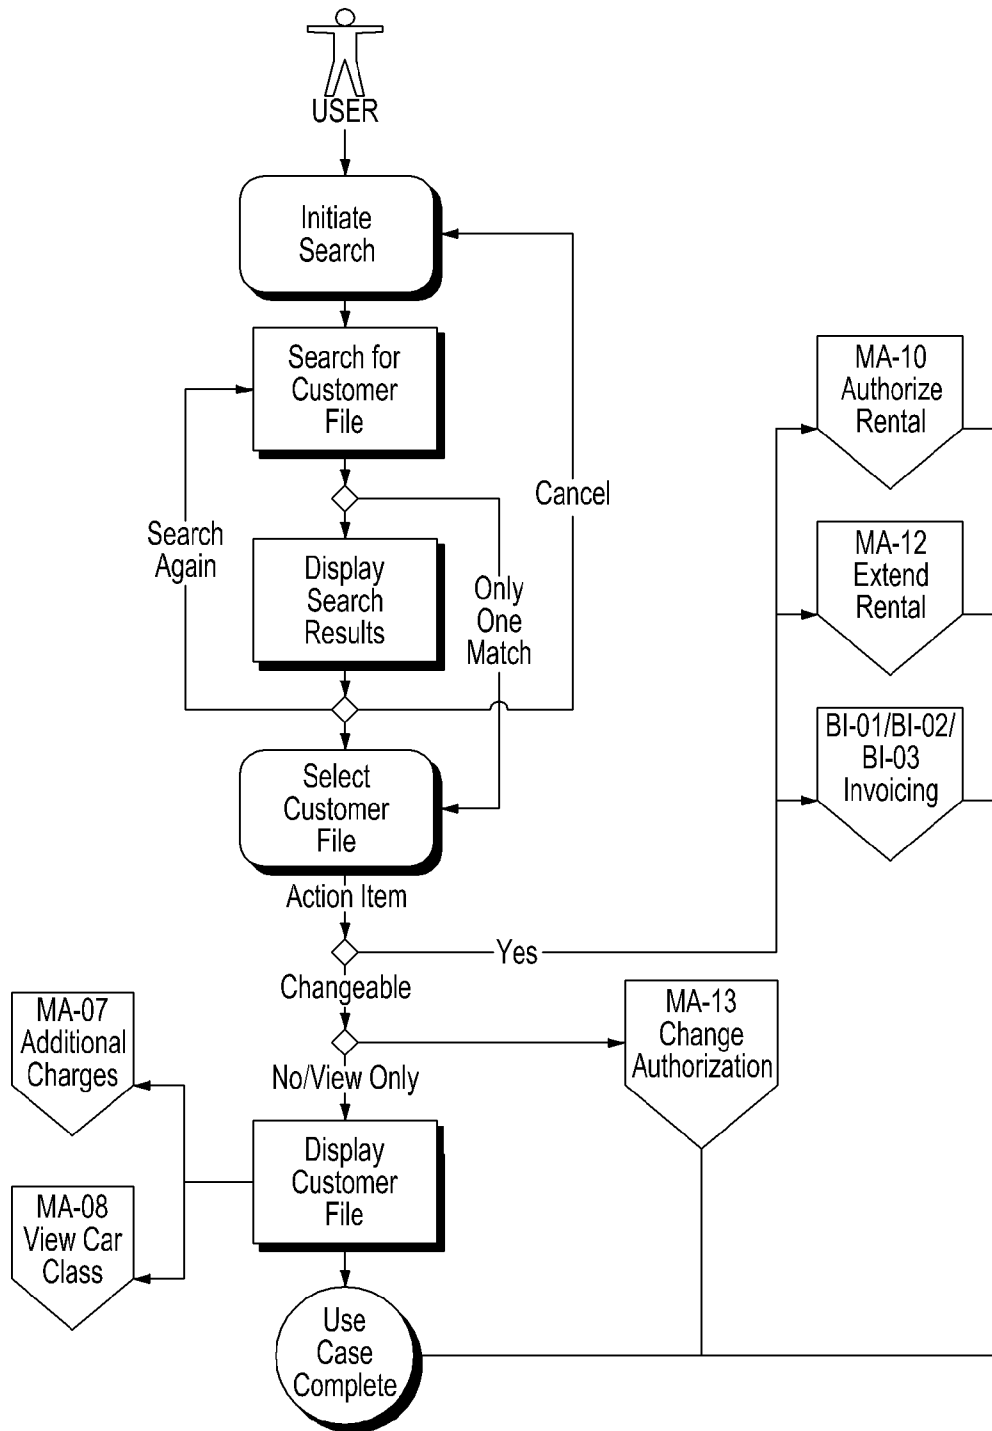 USER
Initiate
Search
Search for
Customer
File
Cancel
Search
Again
Display
Search
Results
Only
One
Match
Select
Customer
File
Action Item
Yes
Changeable
No/View Only
MA-10
Authorize
Rental
MA-12
Extend
Rental
BI-01/BI-02/
BI-03
Invoicing
MA-13
Change
Authorization
MA-07
Additional
Charges
MA-08
View Car
Class
Display
Customer
File
Use
Case
Complete